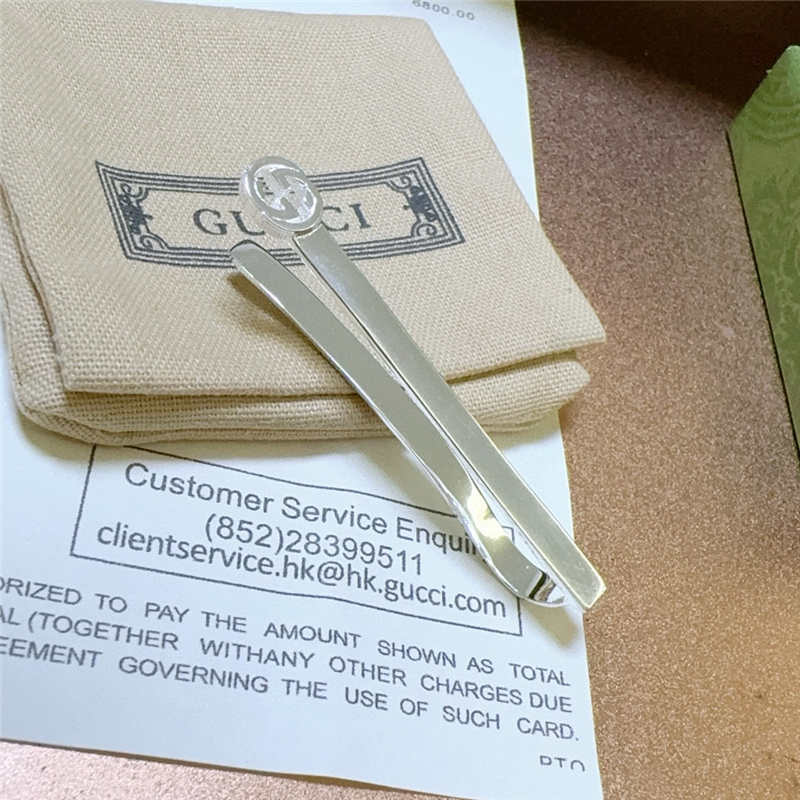 6800.00
GUCCI
Customer Service Enquir
(852)28399511
clientservice.hk@hk.gucci.com
ORIZED TO PAY THE AMOUNT SHOWN AS TOTAL
AL (TOGETHER WITHANY OTHER CHARGES DUE
EEMENT GOVERNING THE USE OF SUCH CARD.
PTO